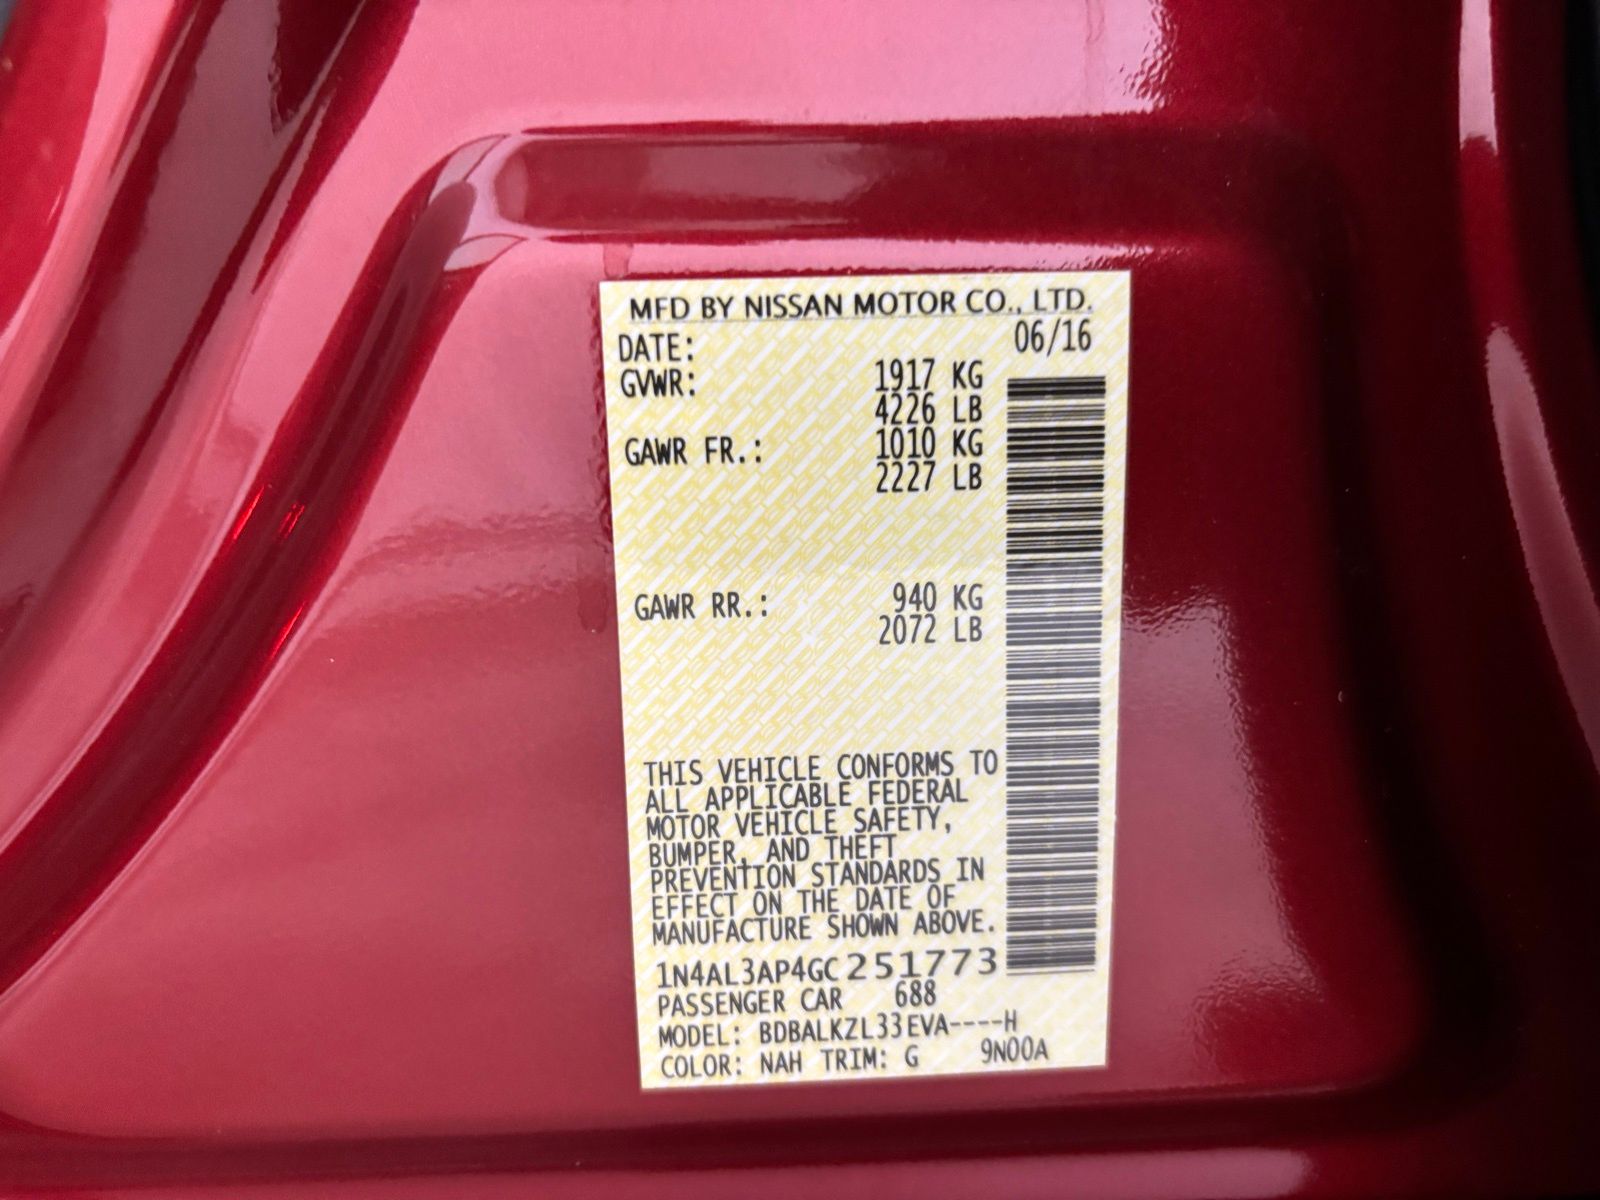 MFD BY NISSAN MOTOR CO., LTD.
DATE: 06/16
GVWR: 1917 KG
4226 LB
GAWR FR.: 1010 KG
2227 LB
GAWR RR.: 940 KG
2072 LB
THIS VEHICLE CONFORMS TO
ALL APPLICABLE FEDERAL
MOTOR VEHICLE SAFETY,
BUMPER, AND THEFT
PREVENTION STANDARDS IN
EFFECT ON THE DATE OF
MANUFACTURE SHOWN ABOVE.
1N4AL3AP4GC251773
PASSENGER CAR 688
MODEL: BDBALKZL33EVA----H
COLOR: NAH TRIM: G 9N00A